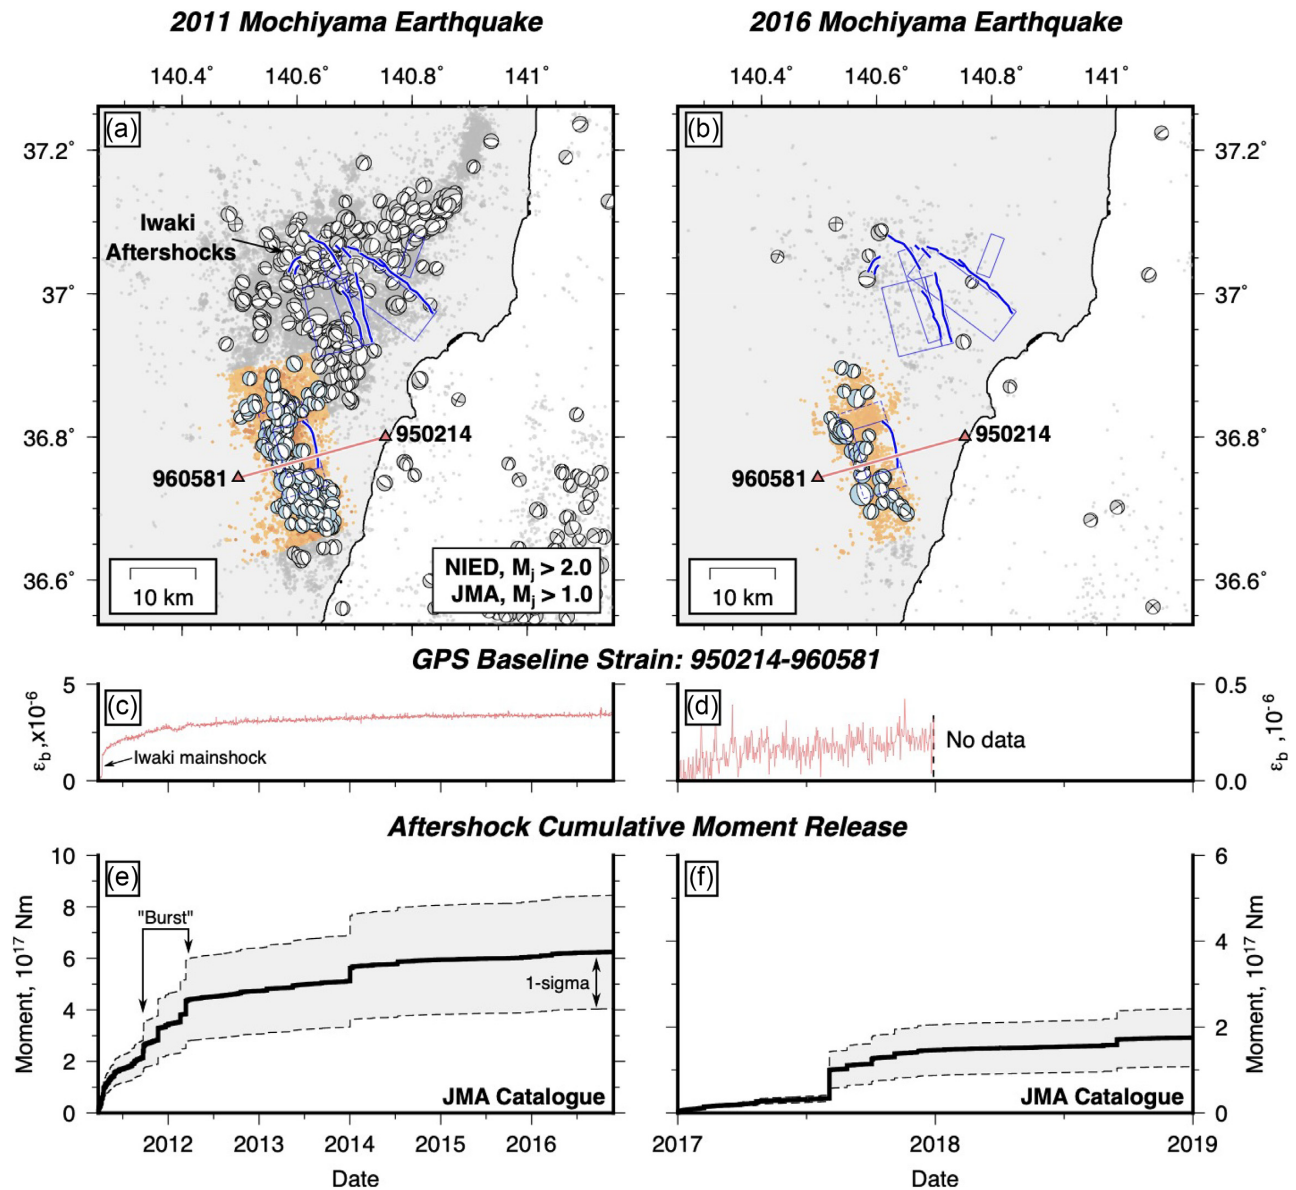 2011 Mochiyama Earthquake
2016 Mochiyama Earthquake
140.4° 140.6° 140.8° 141°
140.4° 140.6° 140.8° 141°
(a)
(b)
37.2°
37.2°
Iwaki
Aftershocks
37°
37°
36.8°
950214
950214
36.8°
960581
960581
NIED, Mj > 2.0
JMA, Mj > 1.0
36.6°
10 km
10 km
36.6°
GPS Baseline Strain: 950214-960581
5
(c)
(d)
0.5
εb, x10-6
Iwaki mainshock
No data
εb, 10-6
0
0.0
Aftershock Cumulative Moment Release
10
(e)
(f)
6
8
"Burst"
6
4
1-sigma
4
2
2
JMA Catalogue
JMA Catalogue
0
0
Moment, 10^17 Nm
Moment, 10^17 Nm
2012 2013 2014 2015 2016
2017 2018 2019
Date
Date